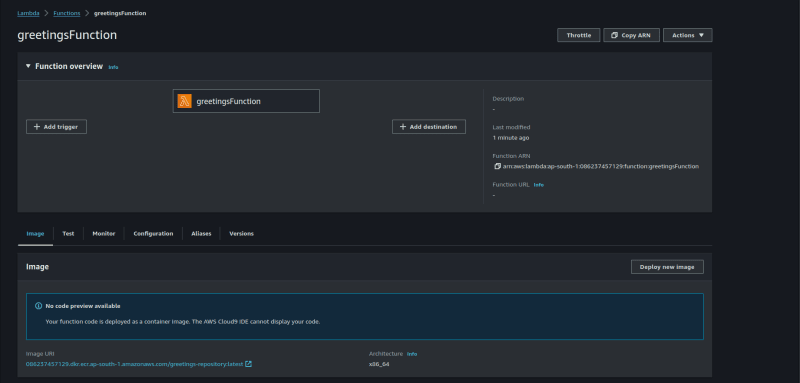 Lambda > Functions > greetingsFunction
greetingsFunction
Throttle Copy ARN Actions ▼
▼ Function overview Info
greetingsFunction
+ Add trigger
+ Add destination
Description
-
Last modified
1 minute ago
Function ARN
arn:aws:lambda:ap-south-1:086237457129:function:greetingsFunction
Function URL Info
-
Image Test Monitor Configuration Aliases Versions
Image
Deploy new image
No code preview available
Your function code is deployed as a container image. The AWS Cloud9 IDE cannot display your code.
Image URI
086237457129.dkr.ecr.ap-south-1.amazonaws.com/greetings-repository:latest
Architecture Info
x86_64